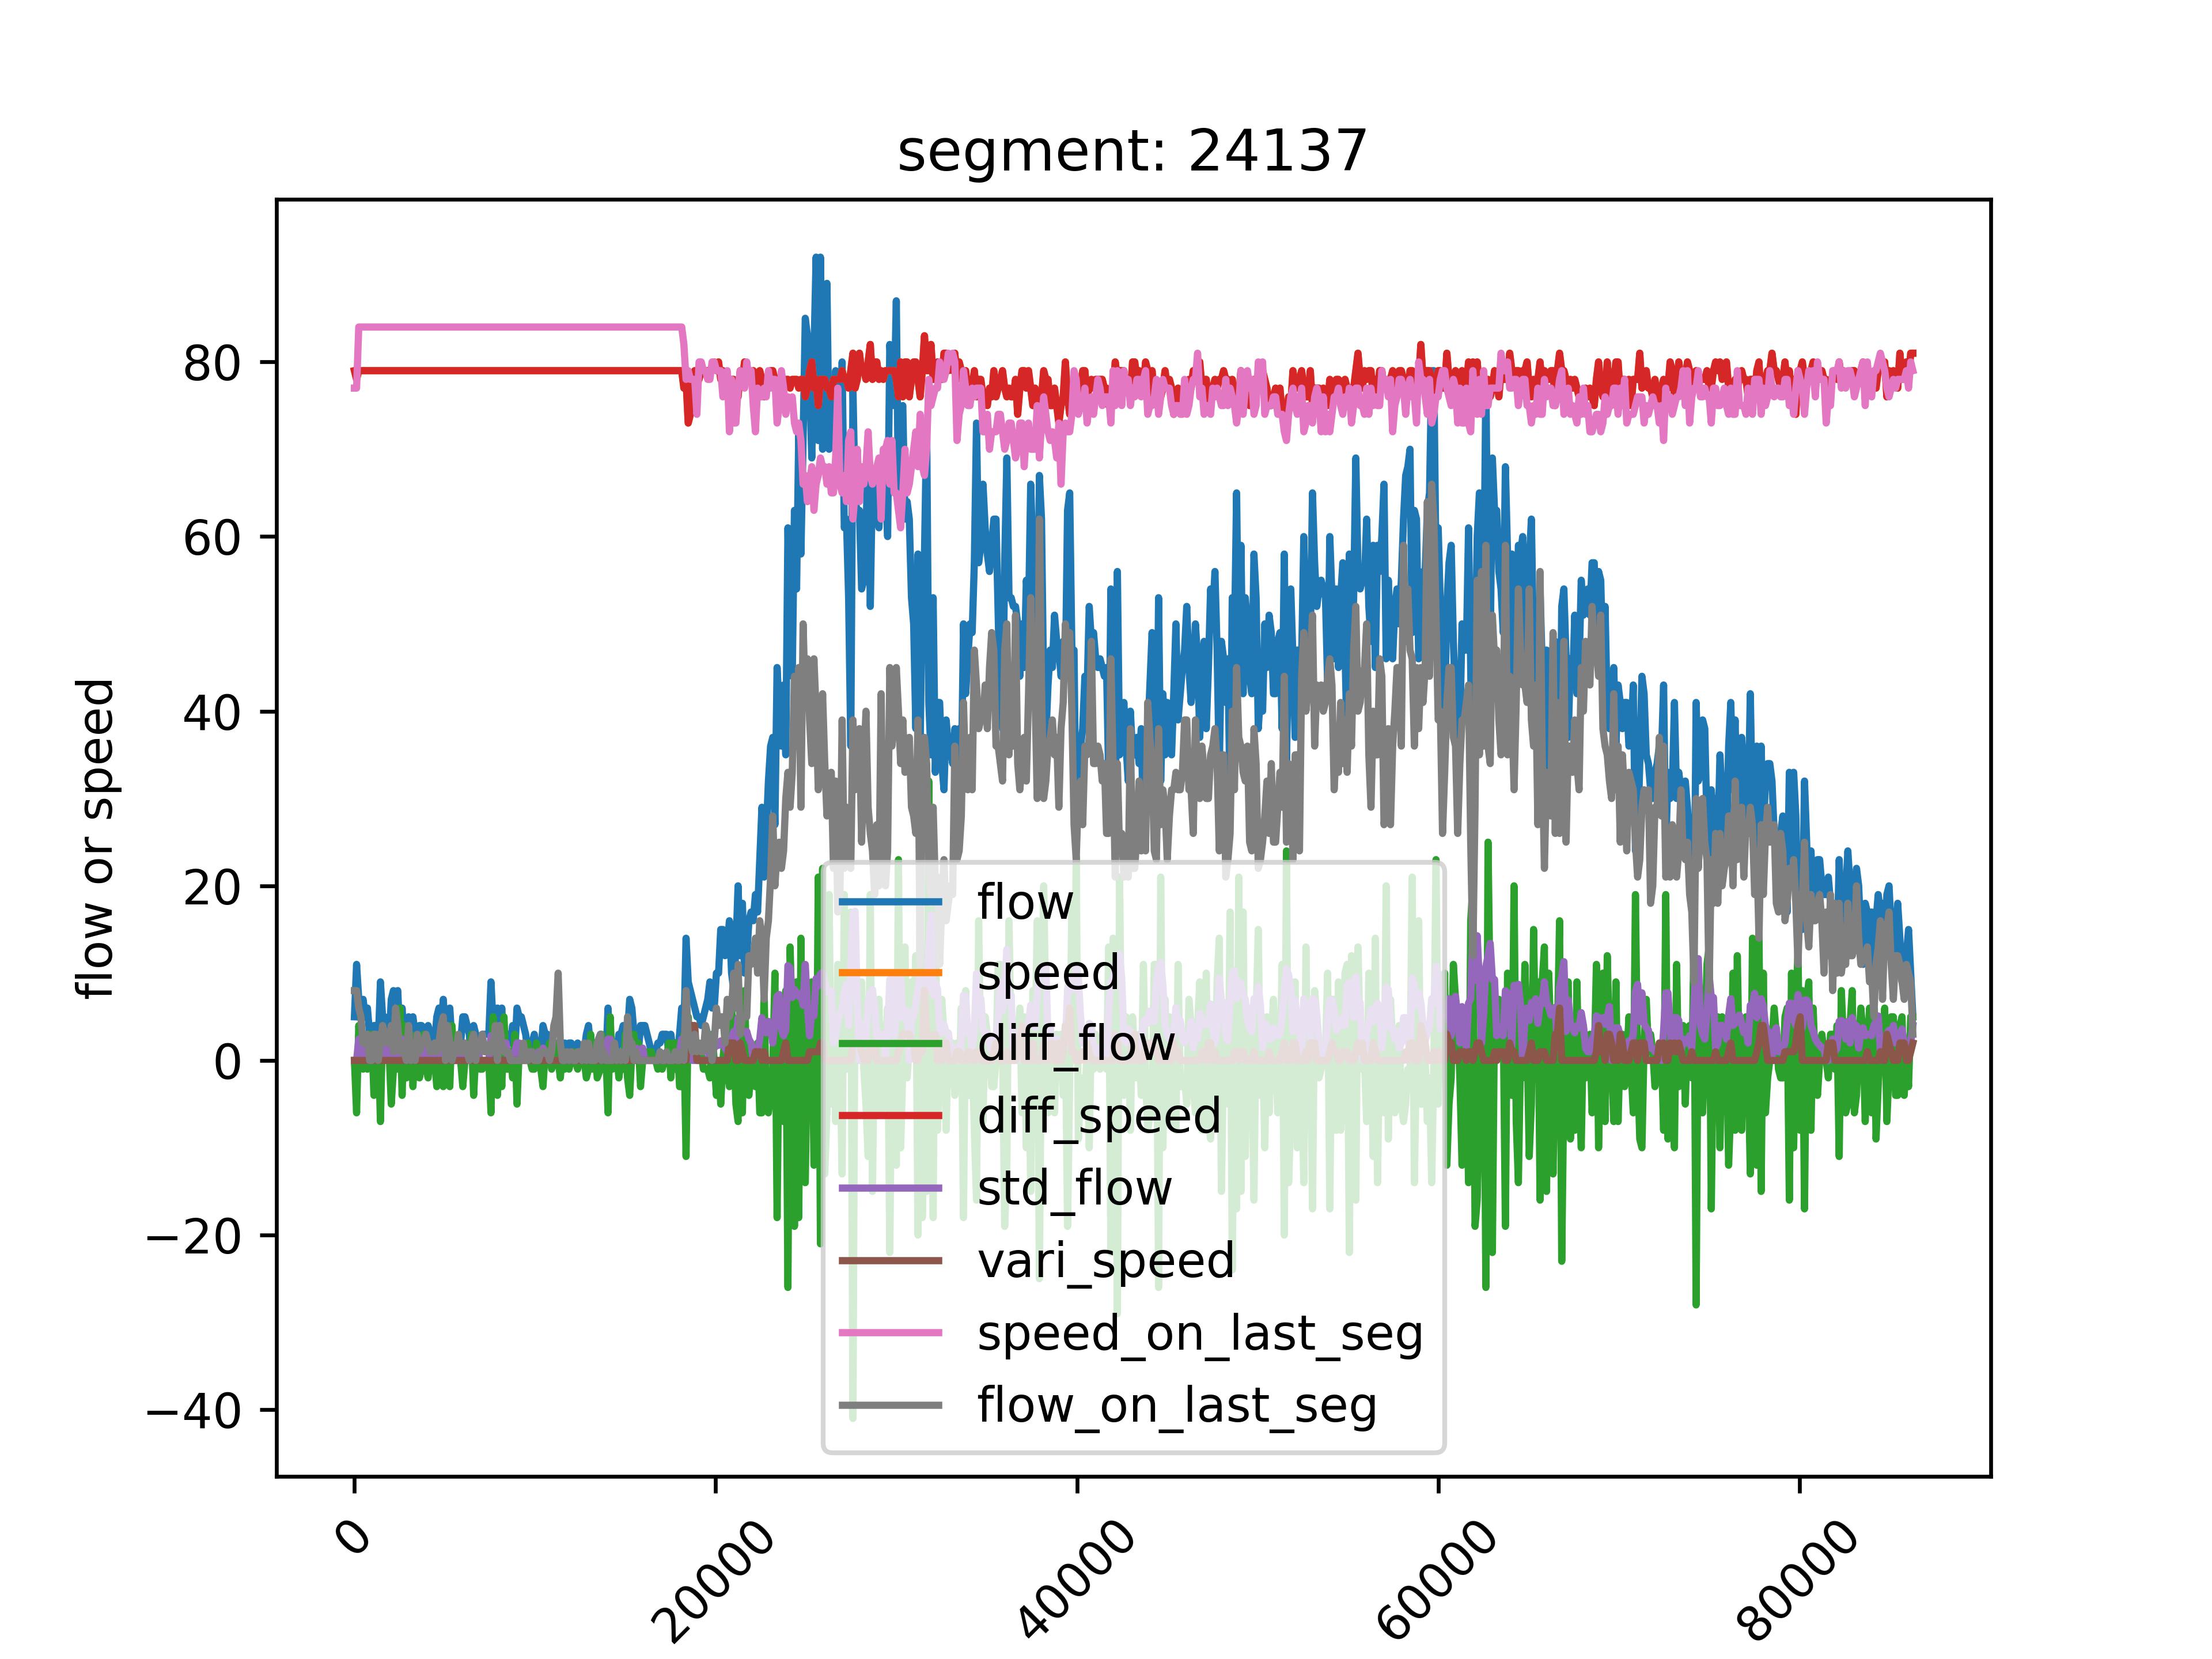 segment: 24137
flow or speed
80
60
40
20
0
−20
−40
flow
speed
diff_flow
diff_speed
std_flow
vari_speed
speed_on_last_seg
flow_on_last_seg
0
20000
40000
60000
80000